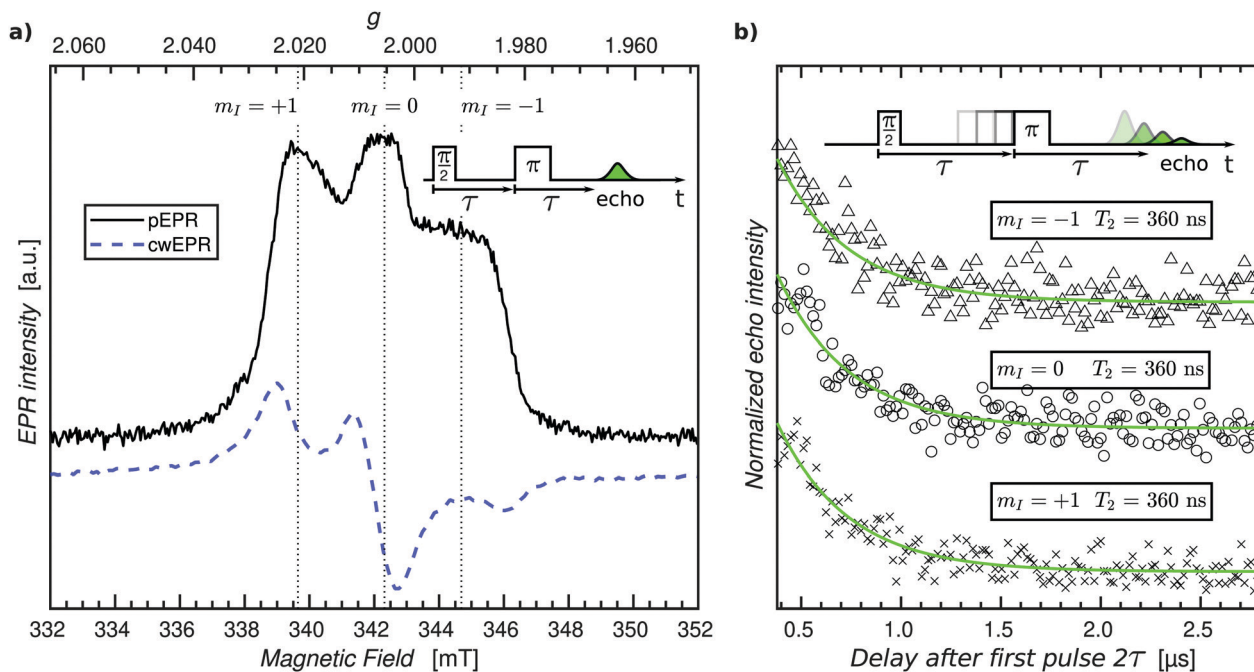 a)
g
2.060 2.040 2.020 2.000 1.980 1.960
m_I = +1 m_I = 0 m_I = −1
π/2 π
τ τ echo t
pEPR
cwEPR
EPR intensity [a.u.]
332 334 336 338 340 342 344 346 348 350 352
Magnetic Field [mT]
b)
π/2 π
τ τ echo t
m_I = −1 T_2 = 360 ns
m_I = 0 T_2 = 360 ns
m_I = +1 T_2 = 360 ns
Normalized echo intensity
0.5 1.0 1.5 2.0 2.5
Delay after first pulse 2τ [μs]